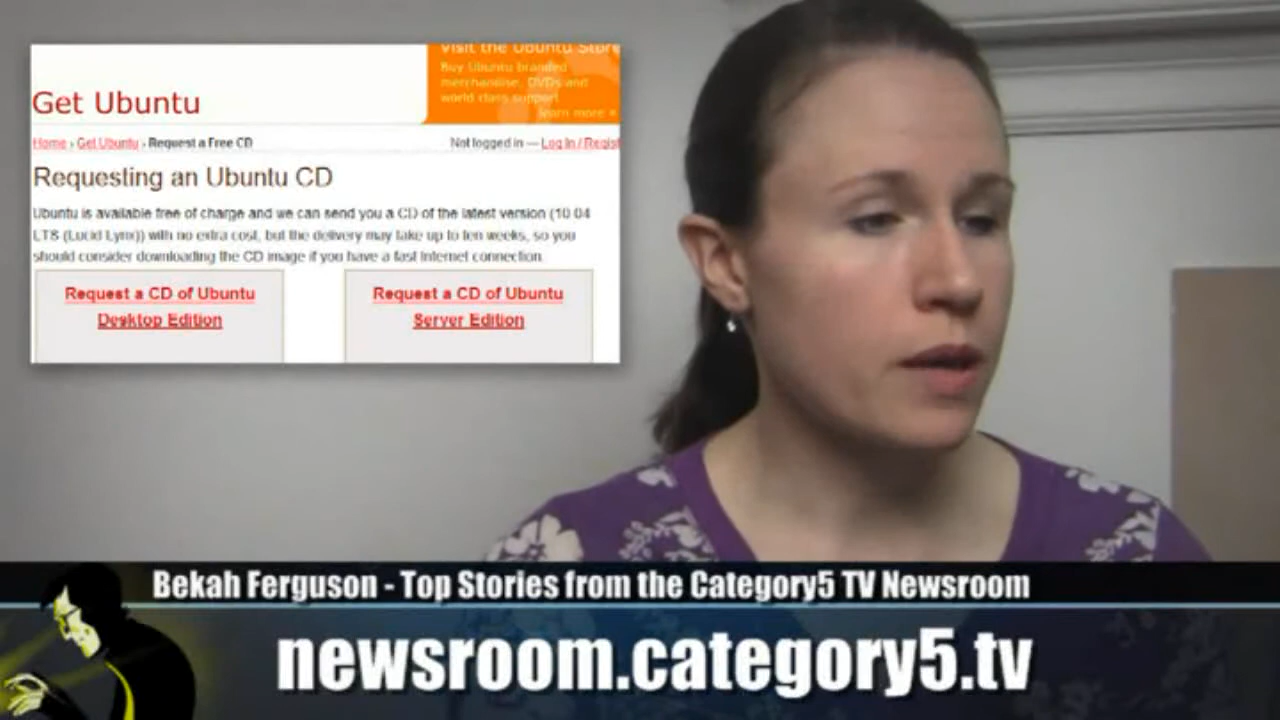 Visit the Ubuntu Store
Buy Ubuntu branded
merchandise, DVDs and
world class support
learn more »
Get Ubuntu
Home › Get Ubuntu › Request a Free CD
Not logged in — Log In / Regist
Requesting an Ubuntu CD
Ubuntu is available free of charge and we can send you a CD of the latest version (10.04
LTS (Lucid Lynx)) with no extra cost, but the delivery may take up to ten weeks, so you
should consider downloading the CD image if you have a fast Internet connection.
Request a CD of Ubuntu
Desktop Edition
Request a CD of Ubuntu
Server Edition
Bekah Ferguson - Top Stories from the Category5 TV Newsroom
newsroom.category5.tv